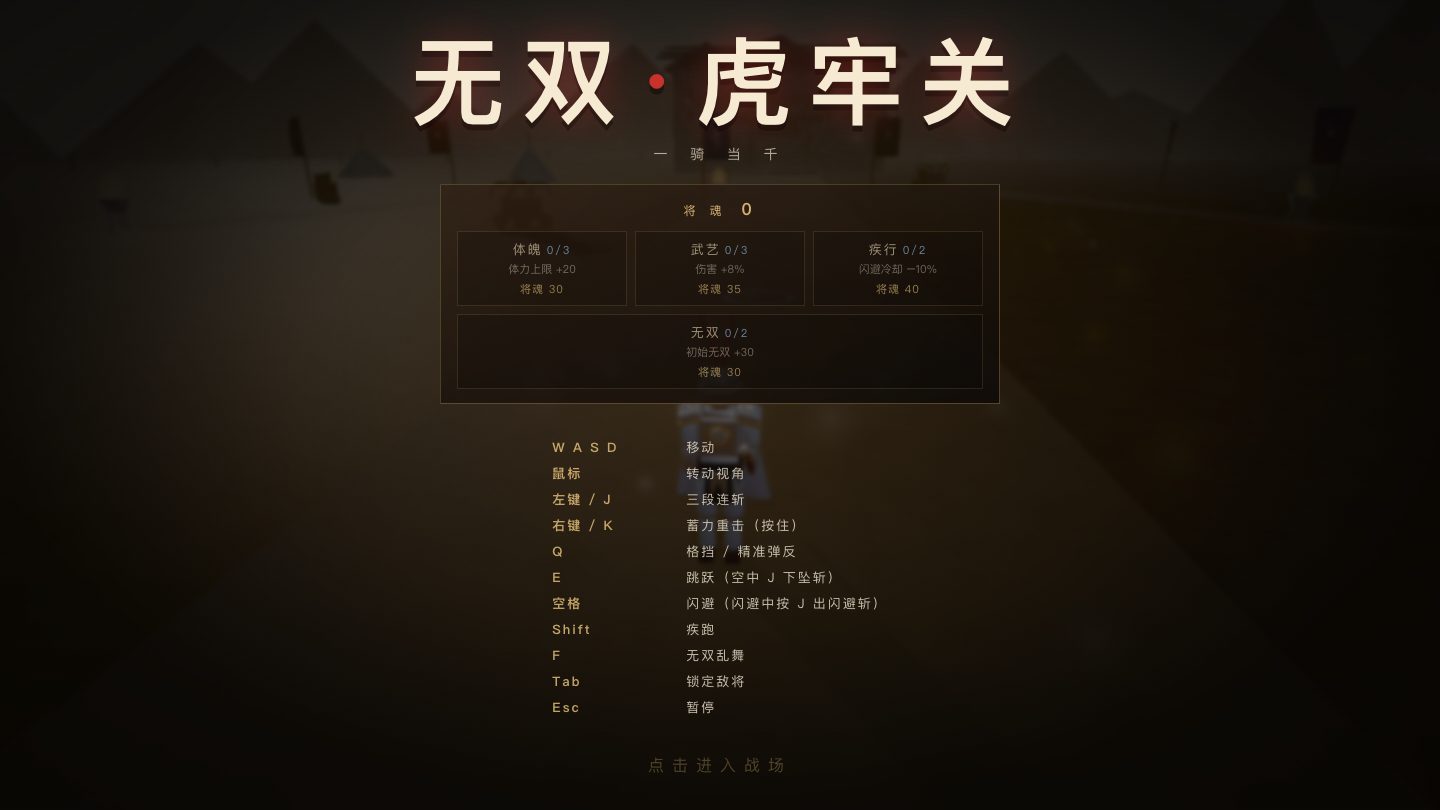 无双·虎牢关
一骑当千
将魂 0
体魄 0/3
体力上限 +20
将魂 30
武艺 0/3
伤害 +8%
将魂 35
疾行 0/2
闪避冷却 −10%
将魂 40
无双 0/2
初始无双 +30
将魂 30
W A S D 移动
鼠标 转动视角
左键 / J 三段连斩
右键 / K 蓄力重击（按住）
Q 格挡 / 精准弹反
E 跳跃（空中 J 下坠斩）
空格 闪避（闪避中按 J 出闪避斩）
Shift 疾跑
F 无双乱舞
Tab 锁定敌将
Esc 暂停
点击进入战场